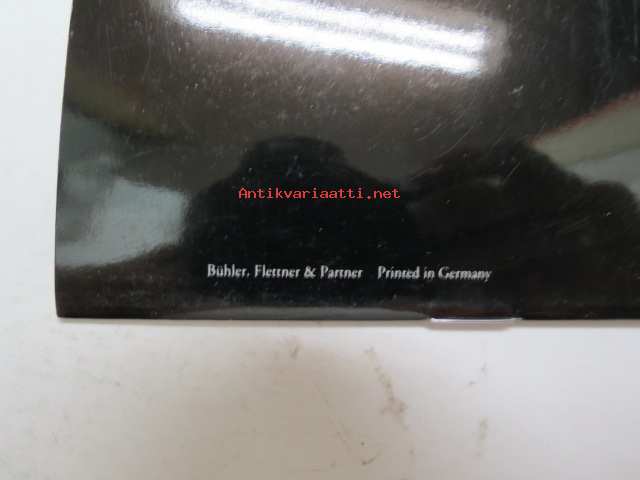 Antikvariaatti.net
Bühler, Flettner & Partner Printed in Germany